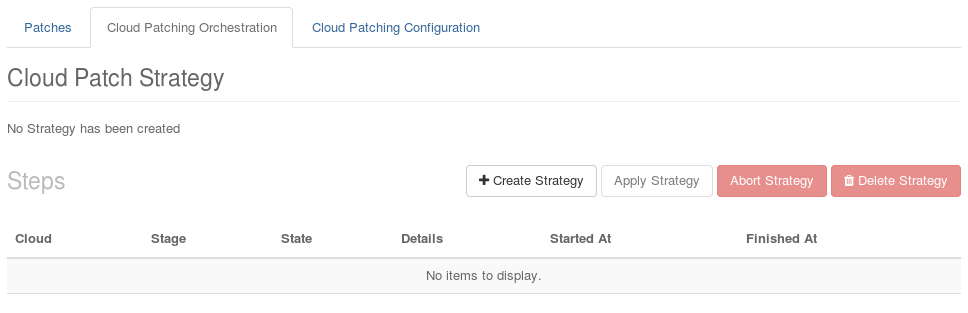 Patches Cloud Patching Orchestration Cloud Patching Configuration
Cloud Patch Strategy
No Strategy has been created
Steps Create Strategy Apply Strategy Abort Strategy Delete Strategy
Cloud Stage State Details Started At Finished At
No items to display.